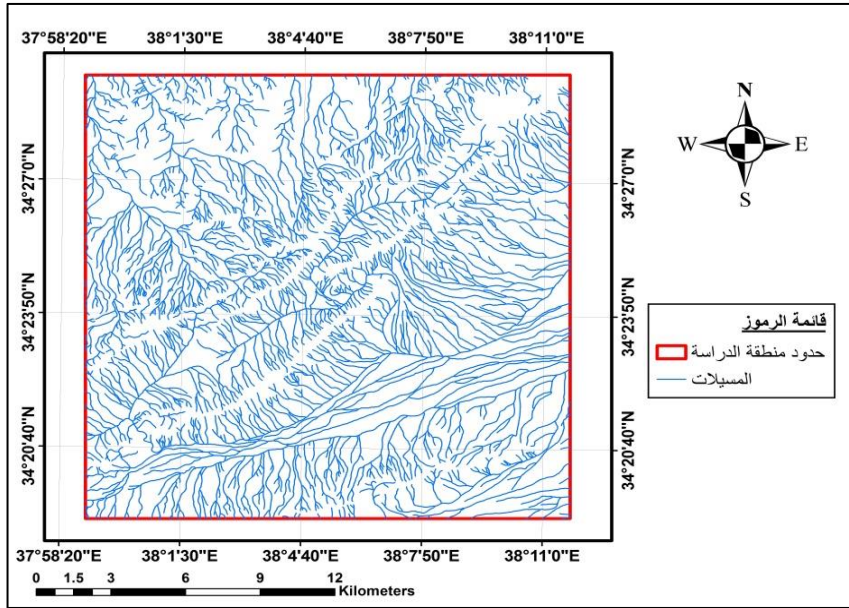 37°58'20"E 38°1'30"E 38°4'40"E 38°7'50"E 38°11'0"E
N
W E
S
34°27'0"N 34°27'0"N
34°23'50"N 34°23'50"N
34°20'40"N 34°20'40"N
قائمة الرموز
حدود منطقة الدراسة
المسيلات
37°58'20"E 38°1'30"E 38°4'40"E 38°7'50"E 38°11'0"E
0 1.5 3 6 9 12
Kilometers